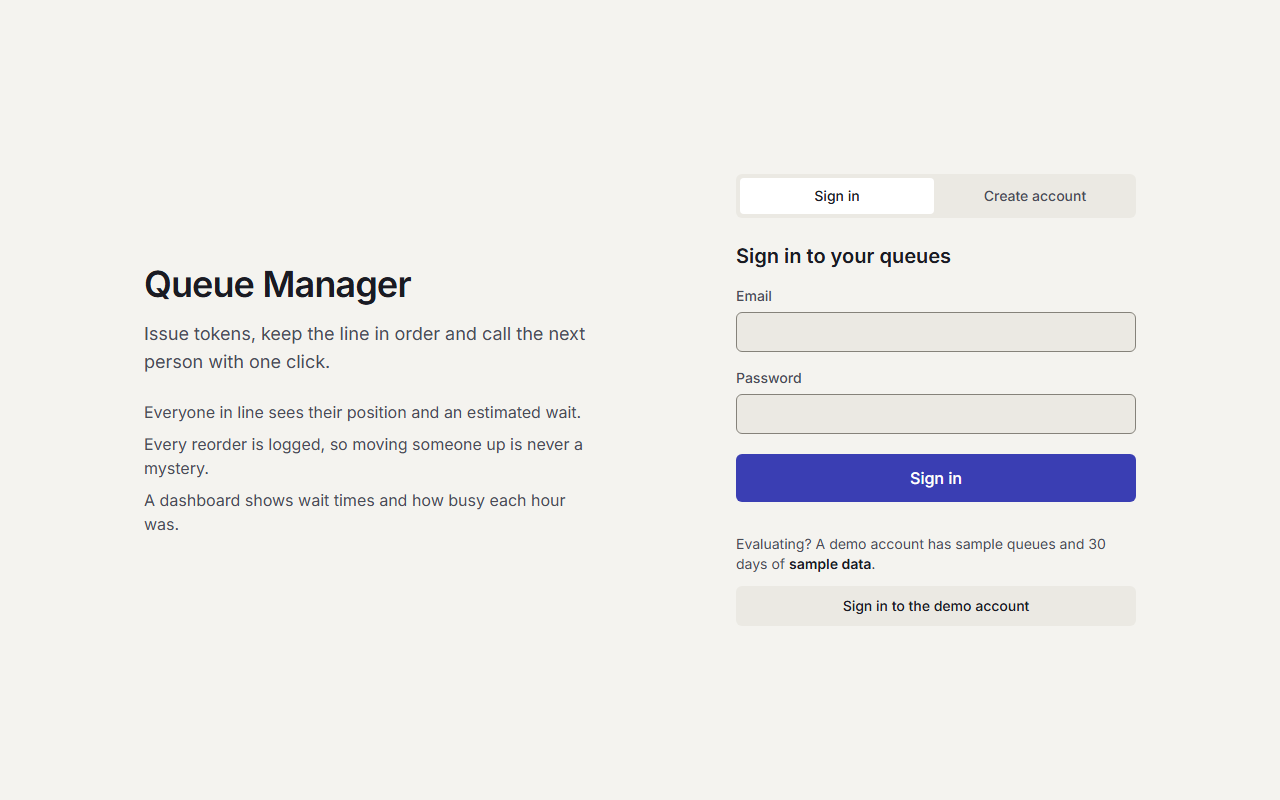 Queue Manager
Issue tokens, keep the line in order and call the next
person with one click.
Everyone in line sees their position and an estimated wait.
Every reorder is logged, so moving someone up is never a
mystery.
A dashboard shows wait times and how busy each hour
was.
Sign in
Create account
Sign in to your queues
Email
Password
Sign in
Evaluating? A demo account has sample queues and 30
days of sample data.
Sign in to the demo account